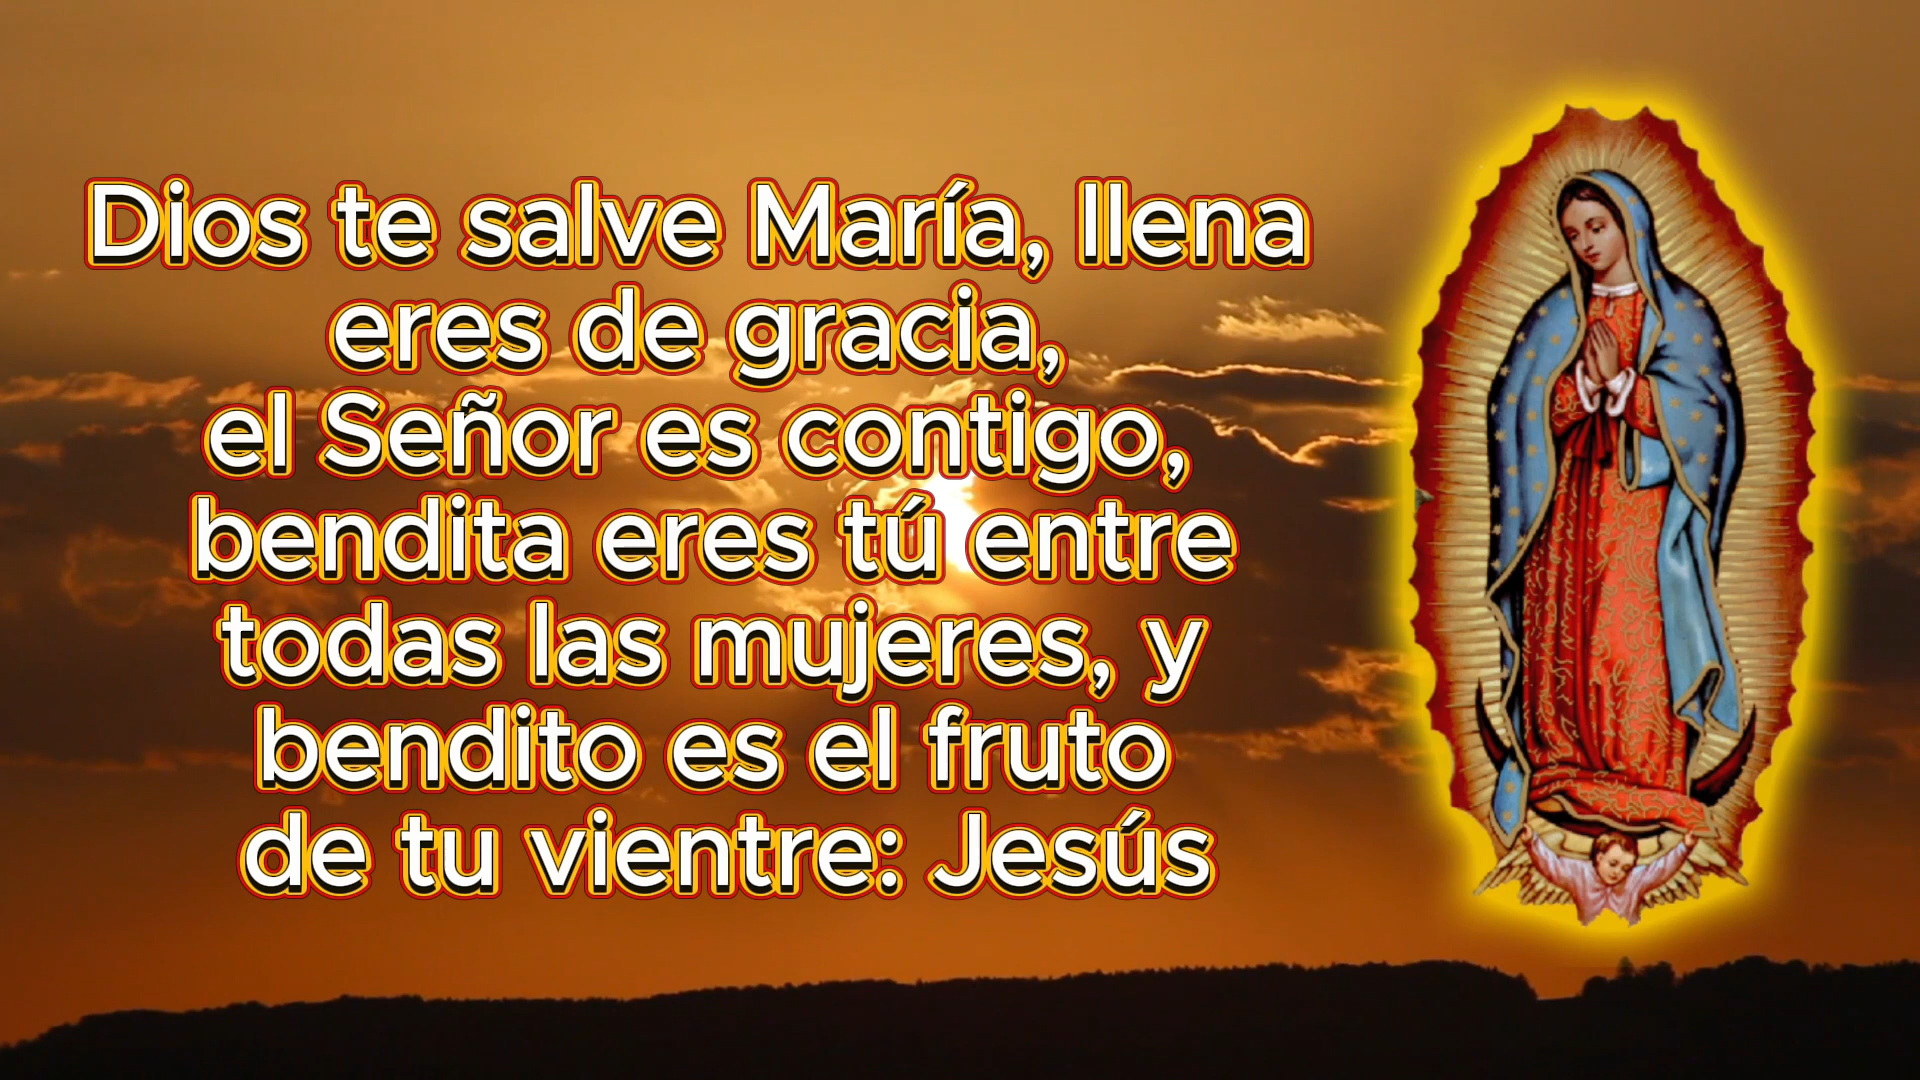 Dios te salve María, llena
eres de gracia,
el Señor es contigo,
bendita eres tú entre
todas las mujeres, y
bendito es el fruto
de tu vientre: Jesús